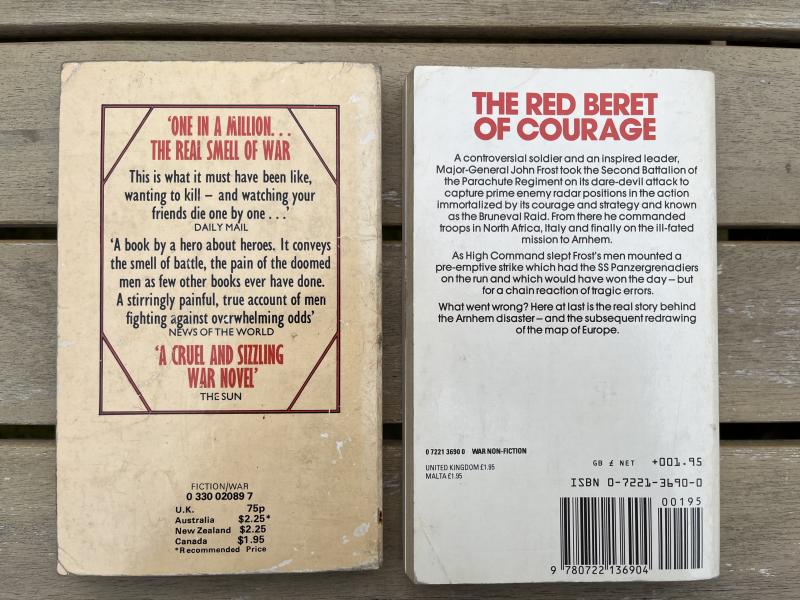 'ONE IN A MILLION...
THE REAL SMELL OF WAR
This is what it must have been like,
wanting to kill – and watching your
friends die one by one ...'
DAILY MAIL
'A book by a hero about heroes. It conveys
the smell of battle, the pain of the doomed
men as few other books ever have done.
A stirringly painful, true account of men
fighting against overwhelming odds'
NEWS OF THE WORLD
'A CRUEL AND SIZZLING
WAR NOVEL'
THE SUN
FICTION/WAR
0 330 02089 7
U.K. 75p
Australia $2.25*
New Zealand $2.25
Canada $1.95
*Recommended Price
THE RED BERET
OF COURAGE
A controversial soldier and an inspired leader,
Major-General John Frost took the Second Battalion of
the Parachute Regiment on its dare-devil attack to
capture prime enemy radar positions in the action
immortalized by its courage and strategy and known
as the Bruneval Raid. From there he commanded
troops in North Africa, Italy and finally on the ill-fated
mission to Arnhem.
As High Command slept Frost's men mounted a
pre-emptive strike which had the SS Panzergrenadiers
on the run and which would have won the day – but
for a chain reaction of tragic errors.
What went wrong? Here at last is the real story behind
the Arnhem disaster – and the subsequent redrawing
of the map of Europe.
0 7221 3690 0 WAR NON-FICTION
UNITED KINGDOM £1.95
MALTA £1.95
GB £ NET +001.95
ISBN 0-7221-3690-0
00195
9 780722 136904